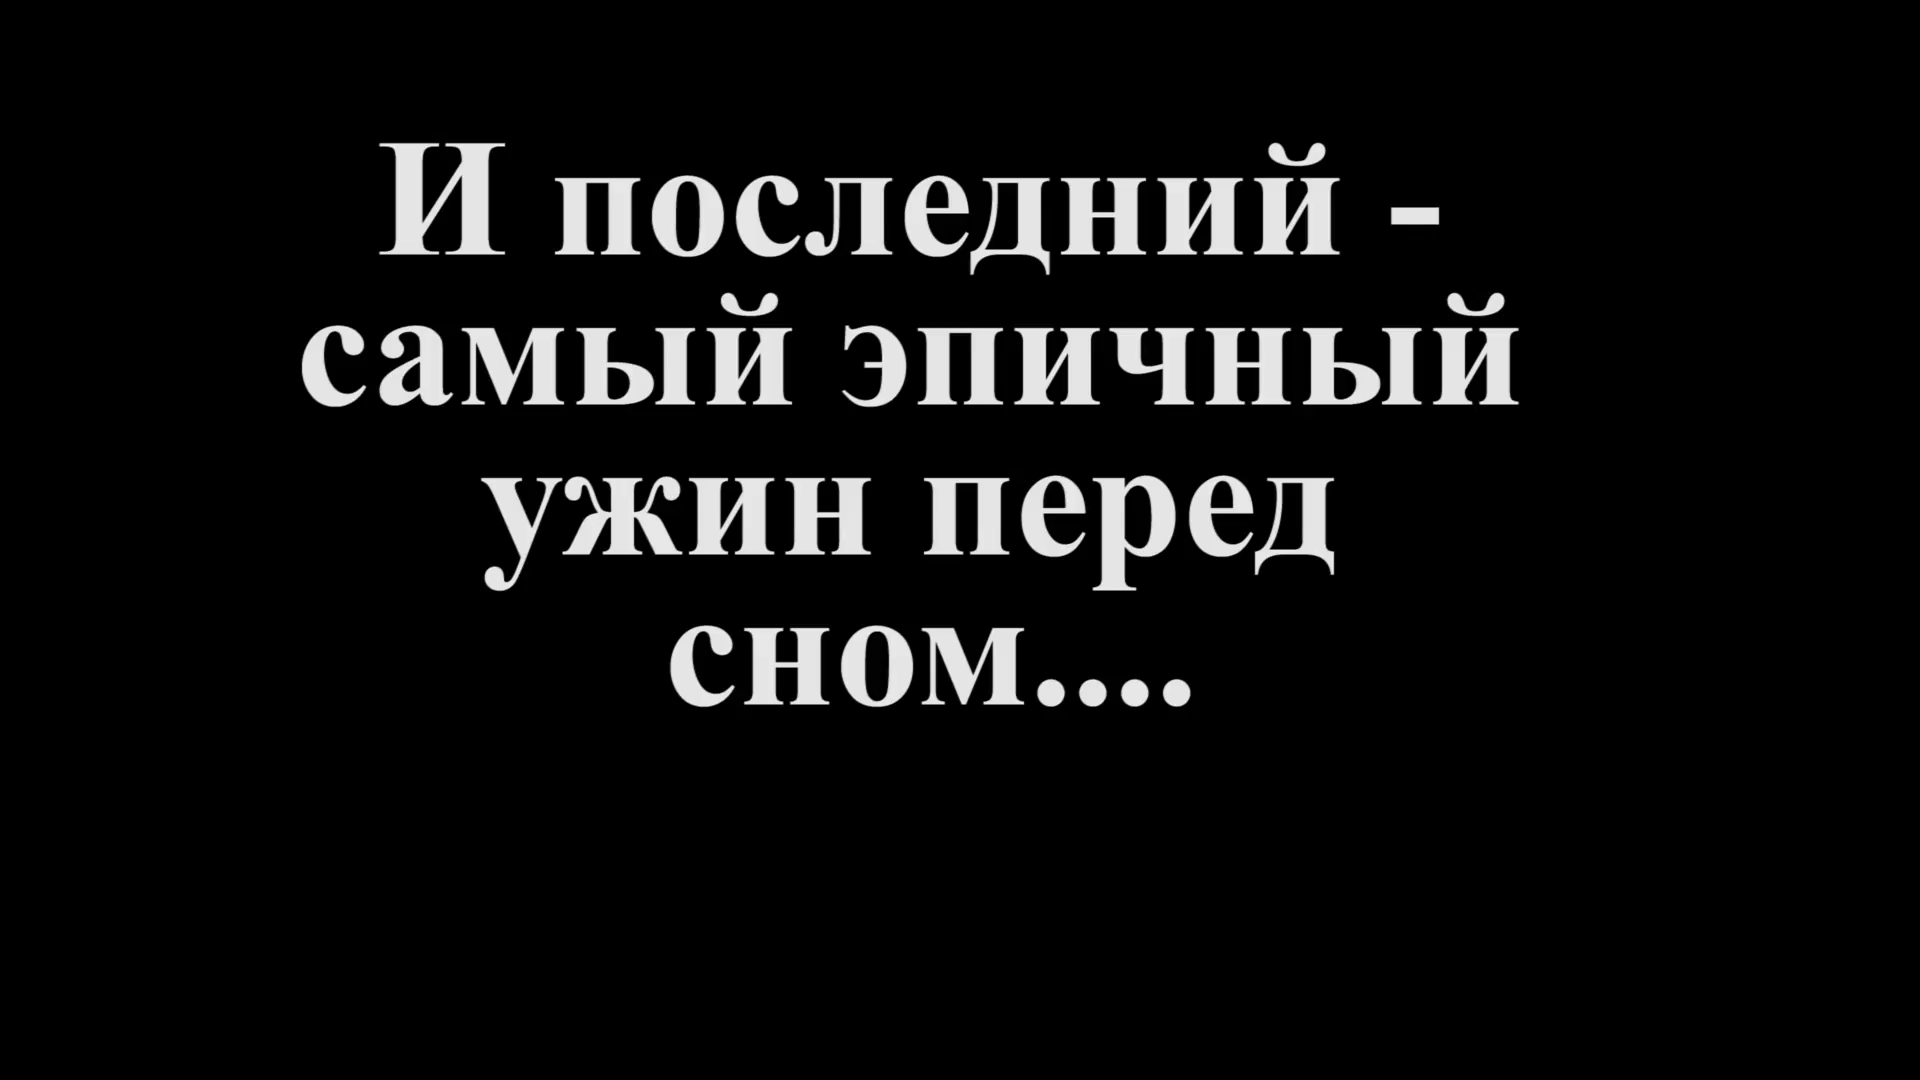 И последний -
самый эпичный
ужин перед
сном....